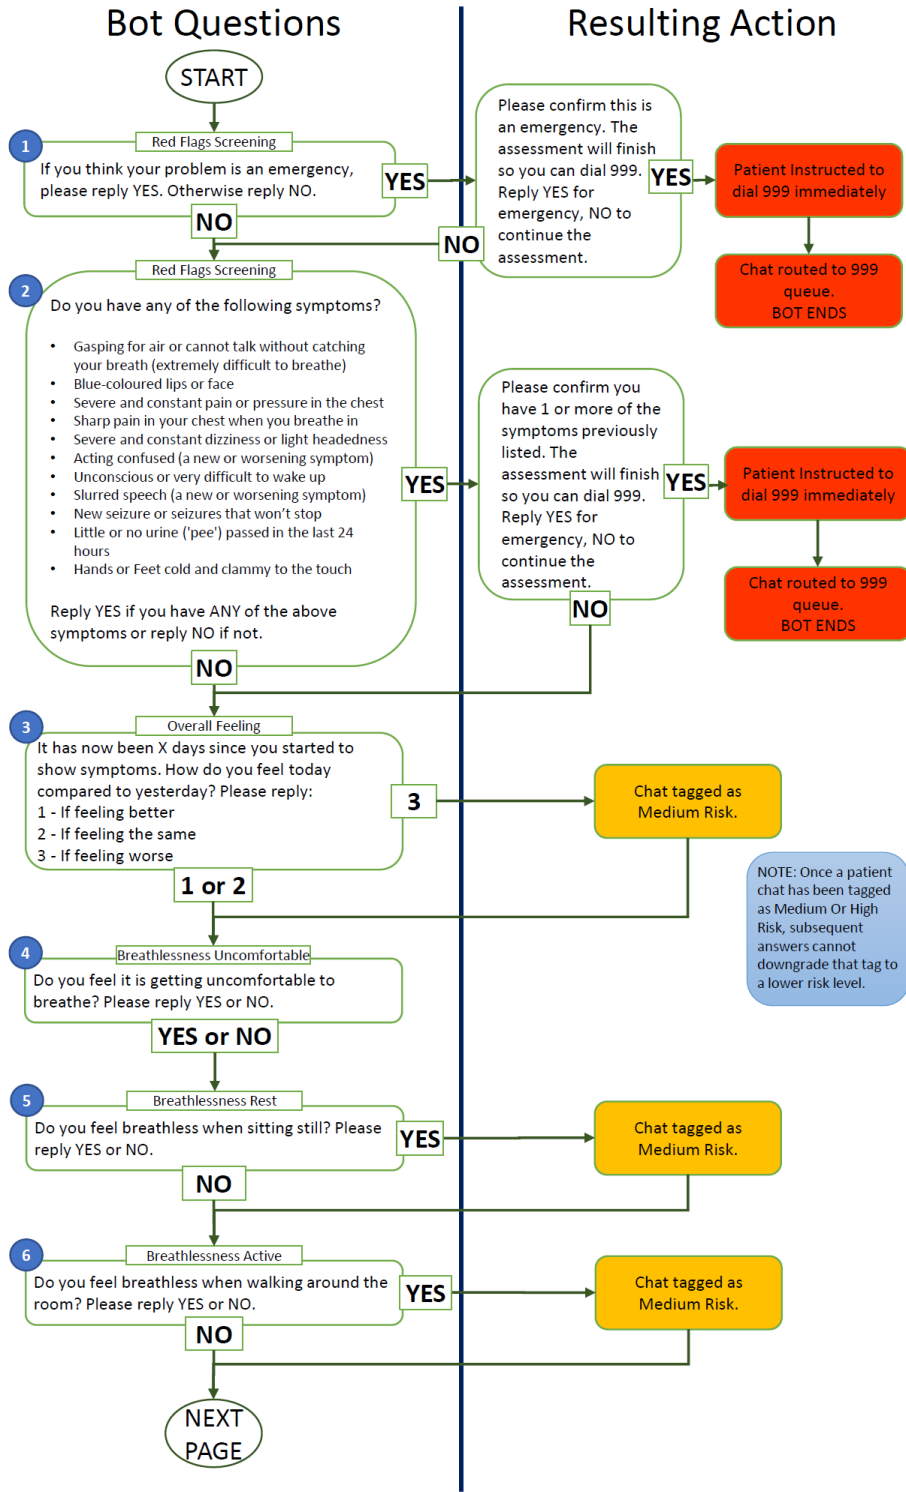 Bot Questions
Resulting Action
START
1
Red Flags Screening
If you think your problem is an emergency,
please reply YES. Otherwise reply NO.
YES
NO
Please confirm this is
an emergency. The
assessment will finish
so you can dial 999.
Reply YES for
emergency, NO to
continue the
assessment.
YES
NO
Patient Instructed to
dial 999 immediately
Chat routed to 999
queue.
BOT ENDS
2
Red Flags Screening
Do you have any of the following symptoms?
• Gasping for air or cannot talk without catching
your breath (extremely difficult to breathe)
• Blue-coloured lips or face
• Severe and constant pain or pressure in the chest
• Sharp pain in your chest when you breathe in
• Severe and constant dizziness or light headedness
• Acting confused (a new or worsening symptom)
• Unconscious or very difficult to wake up
• Slurred speech (a new or worsening symptom)
• New seizure or seizures that won't stop
• Little or no urine ('pee') passed in the last 24
hours
• Hands or Feet cold and clammy to the touch
Reply YES if you have ANY of the above
symptoms or reply NO if not.
YES
NO
Please confirm you
have 1 or more of the
symptoms previously
listed. The
assessment will finish
so you can dial 999.
Reply YES for
emergency, NO to
continue the
assessment.
YES
NO
Patient Instructed to
dial 999 immediately
Chat routed to 999
queue.
BOT ENDS
3
Overall Feeling
It has now been X days since you started to
show symptoms. How do you feel today
compared to yesterday? Please reply:
1 - If feeling better
2 - If feeling the same
3 - If feeling worse
3
1 or 2
Chat tagged as
Medium Risk.
NOTE: Once a patient
chat has been tagged
as Medium Or High
Risk, subsequent
answers cannot
downgrade that tag to
a lower risk level.
4
Breathlessness Uncomfortable
Do you feel it is getting uncomfortable to
breathe? Please reply YES or NO.
YES or NO
5
Breathlessness Rest
Do you feel breathless when sitting still? Please
reply YES or NO.
YES
NO
Chat tagged as
Medium Risk.
6
Breathlessness Active
Do you feel breathless when walking around the
room? Please reply YES or NO.
YES
NO
Chat tagged as
Medium Risk.
NEXT
PAGE